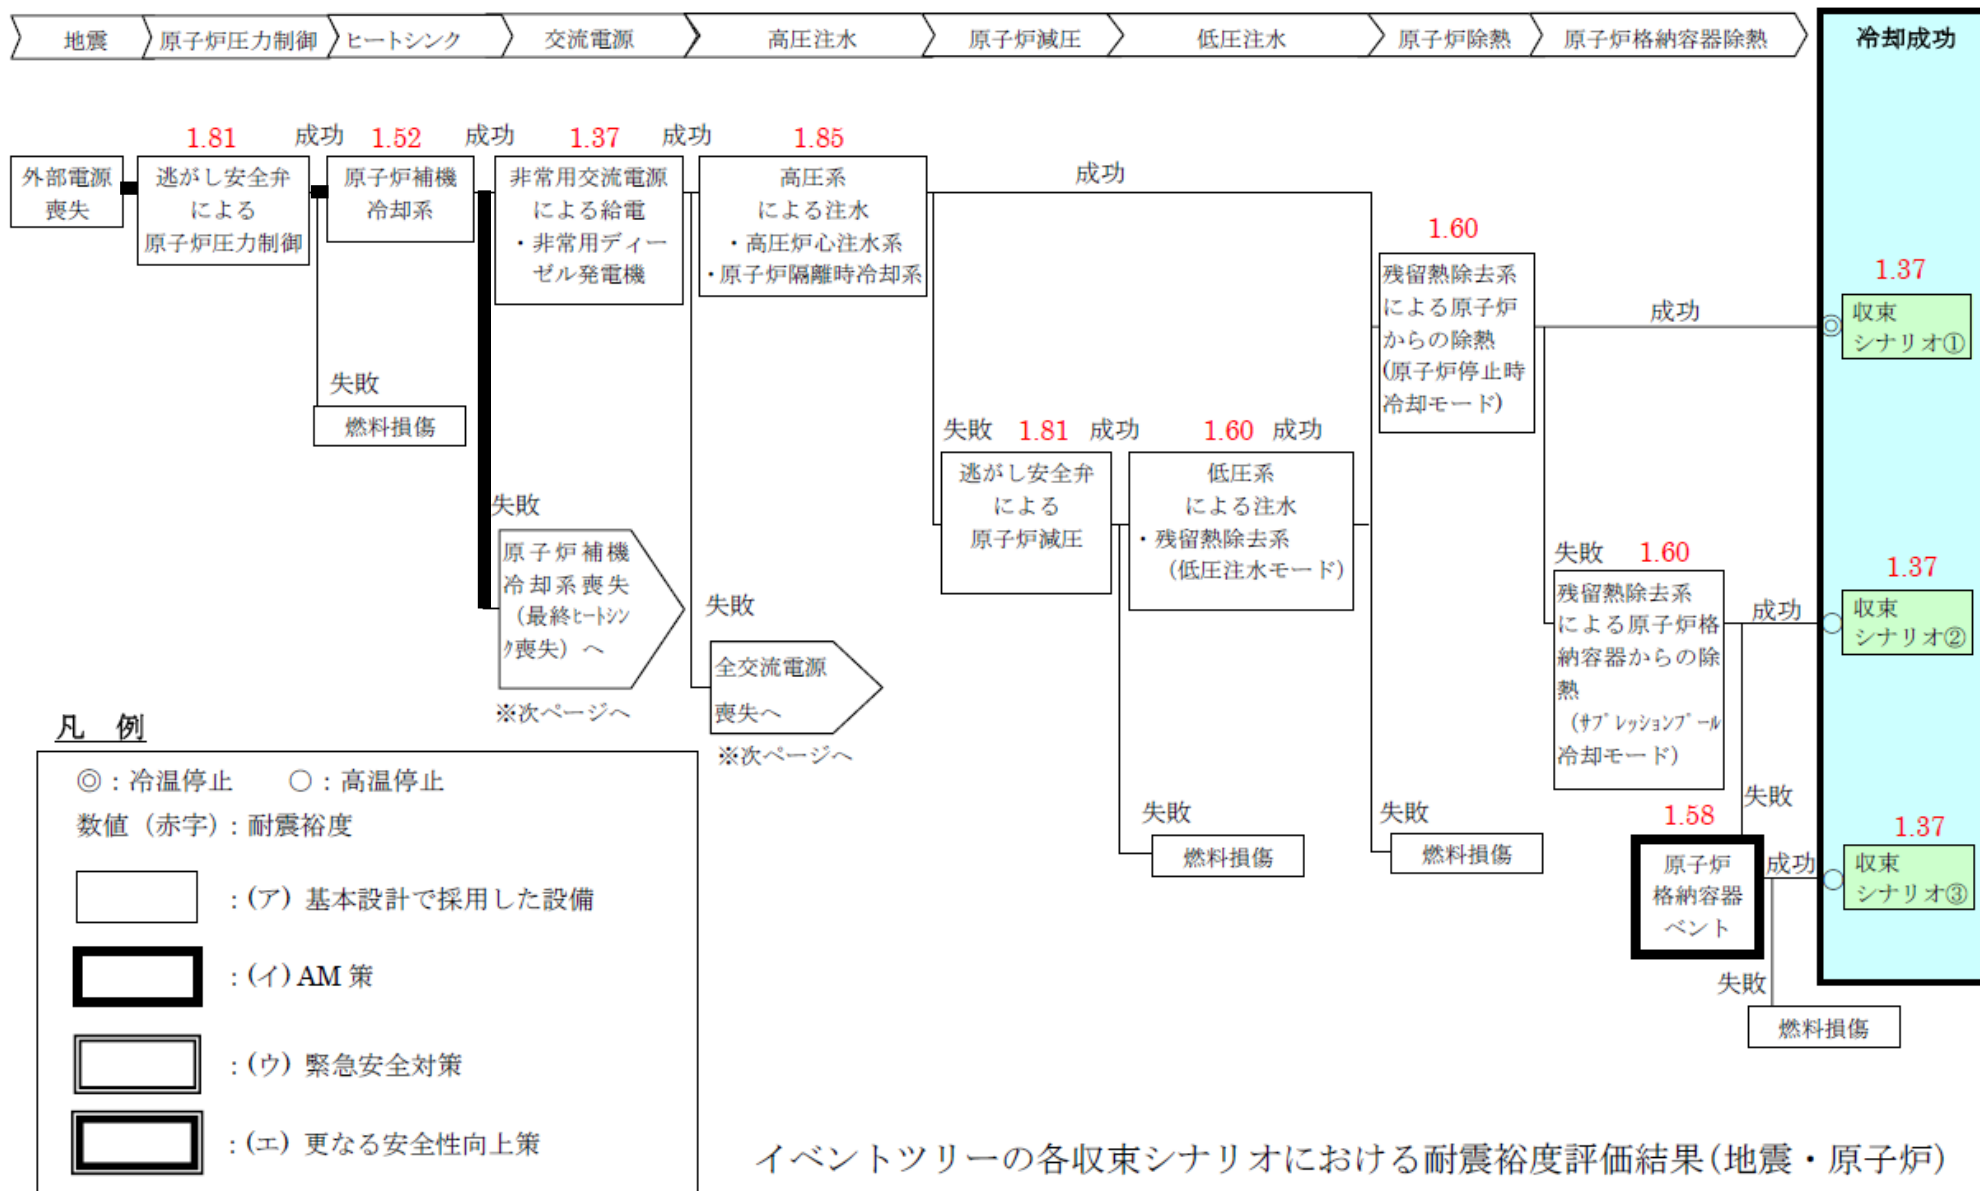 地震
原子炉圧力制御
ヒートシンク
交流電源
高圧注水
原子炉減圧
低圧注水
原子炉除熱
原子炉格納容器除熱
冷却成功
1.81
成功
1.52
成功
1.37
成功
1.85
外部電源
喪失
逃がし安全弁
による
原子炉圧力制御
原子炉補機
冷却系
非常用交流電源
による給電
・非常用ディー
ゼル発電機
高圧系
による注水
・高圧炉心注水系
・原子炉隔離時冷却系
成功
1.60
残留熱除去系
による原子炉
からの除熱
(原子炉停止時
冷却モード)
成功
1.37
収束
シナリオ①
失敗
燃料損傷
失敗
1.81
成功
1.60
成功
逃がし安全弁
による
原子炉減圧
低圧系
による注水
・残留熱除去系
(低圧注水モード)
失敗
原子炉補機
冷却系喪失
(最終ﾋｰﾄｼﾝ
ｸ喪失)へ
※次ページへ
失敗
全交流電源
喪失へ
※次ページへ
失敗
1.60
残留熱除去系
による原子炉格
納容器からの除
熱
(ｻﾌﾟﾚｯｼｮﾝﾌﾟｰﾙ
冷却モード)
成功
1.37
収束
シナリオ②
失敗
燃料損傷
失敗
燃料損傷
失敗
1.58
原子炉
格納容器
ベント
成功
1.37
収束
シナリオ③
失敗
燃料損傷
凡 例
◎：冷温停止 ○：高温停止
数値（赤字）：耐震裕度
：(ア) 基本設計で採用した設備
：(イ) AM 策
：(ウ) 緊急安全対策
：(エ) 更なる安全性向上策
イベントツリーの各収束シナリオにおける耐震裕度評価結果(地震・原子炉)